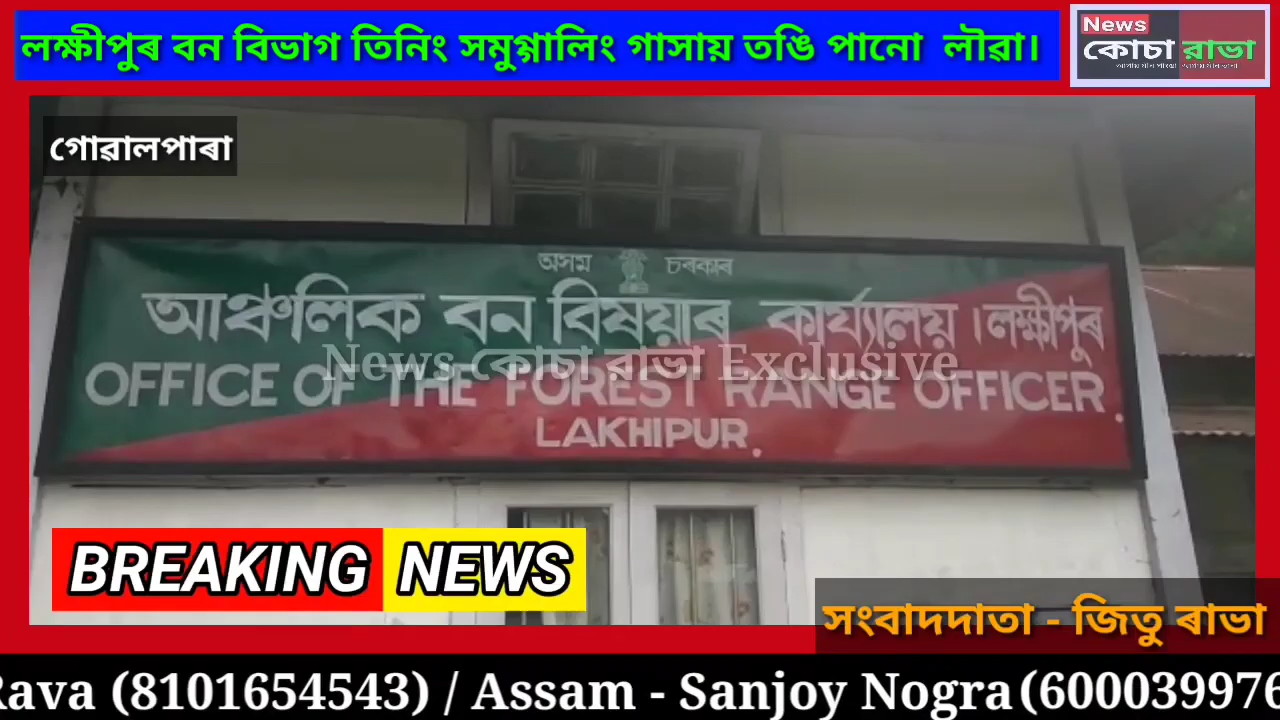 লক্ষীপুৰ বন বিভাগ তিনিং সমুগ্গালিং গাসায় তঙি পানো লৗৱা।
News
কোচা ৰাভা
গোৱালপাৰা
অসম চৰকাৰ
আঞ্চলিক বন বিষয়াৰ কাৰ্য্যালয় । লক্ষীপুৰ
News কোচা ৰাভা Exclusive
OFFICE OF THE FOREST RANGE OFFICER.
LAKHIPUR.
BREAKING NEWS
সংবাদদাতা - জিতু ৰাভা
Rava (8101654543) / Assam - Sanjoy Nogra (600039976